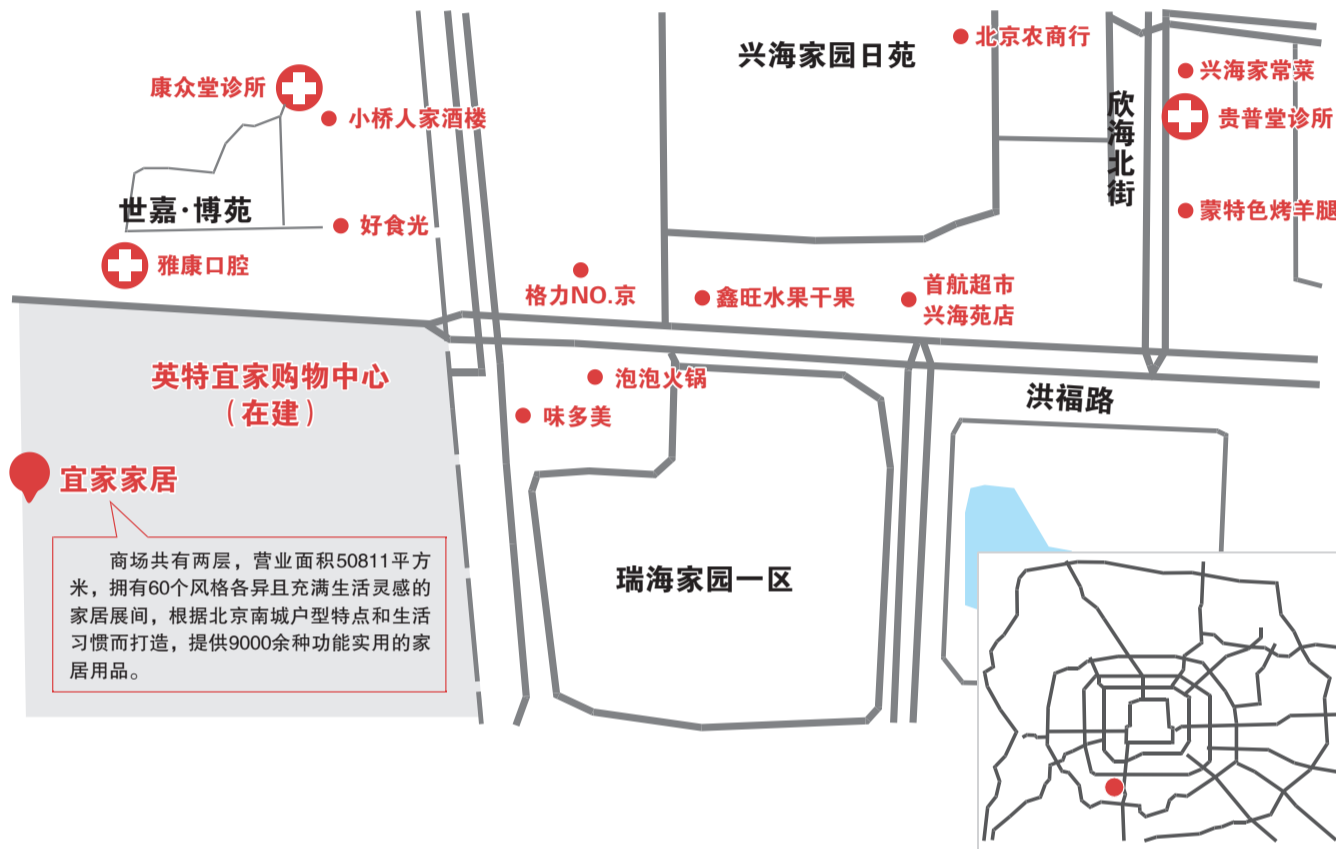 兴海家园日苑
北京农商行
兴海家常菜
康众堂诊所
小桥人家酒楼
欣海北街
贵普堂诊所
世嘉·博苑
好食光
蒙特色烤羊腿
雅康口腔
格力NO.京
鑫旺水果干果
首航超市
兴海苑店
英特宜家购物中心
（在建）
泡泡火锅
味多美
洪福路
宜家家居
商场共有两层，营业面积50811平方
米，拥有60个风格各异且充满生活灵感的
家居展间，根据北京南城户型特点和生活
习惯而打造，提供9000余种功能实用的家
居用品。
瑞海家园一区